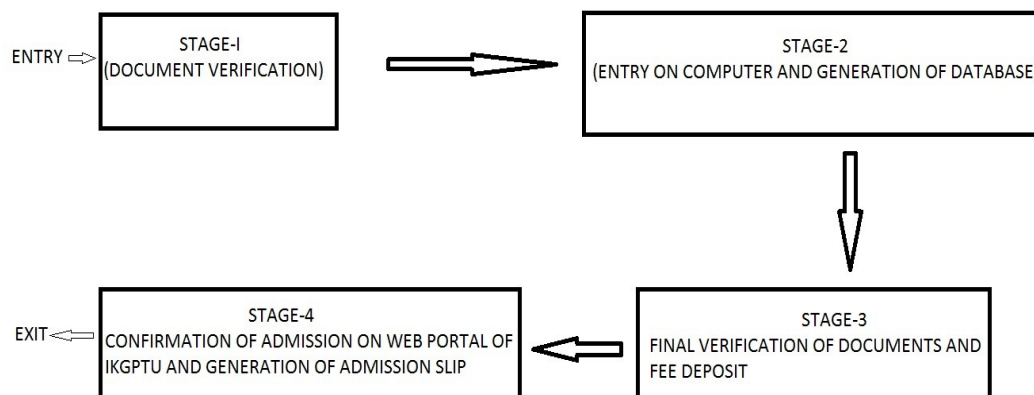 ENTRY
STAGE-I
(DOCUMENT VERIFICATION)
STAGE-2
(ENTRY ON COMPUTER AND GENERATION OF DATABASE
STAGE-3
FINAL VERIFICATION OF DOCUMENTS AND
FEE DEPOSIT
STAGE-4
CONFIRMATION OF ADMISSION ON WEB PORTAL OF
IKGPTU AND GENERATION OF ADMISSION SLIP
EXIT